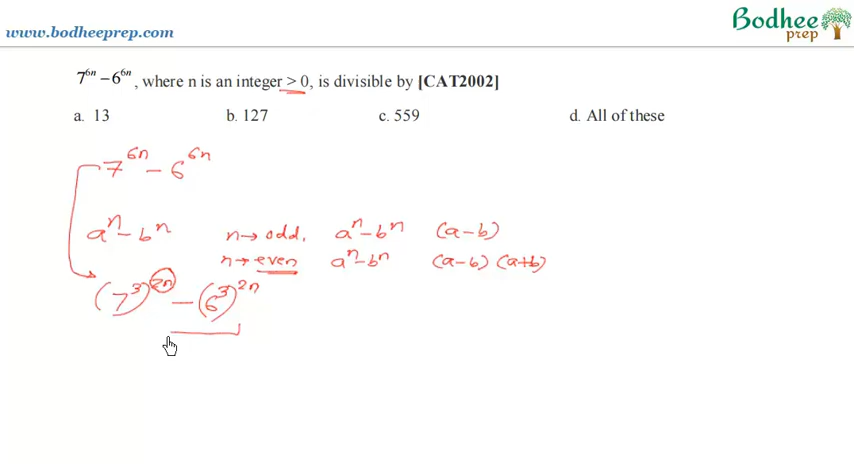 Bodhee
prep
www.bodheeprep.com
7^{6n} − 6^{6n}, where n is an integer > 0, is divisible by [CAT2002]
a. 13 b. 127 c. 559 d. All of these
7^{6n} − 6^{6n}
a^n − b^n n → odd, a^n − b^n (a − b)
n → even a^n − b^n (a − b) (a + b)
(7^3)^{2n} − (6^3)^{2n}